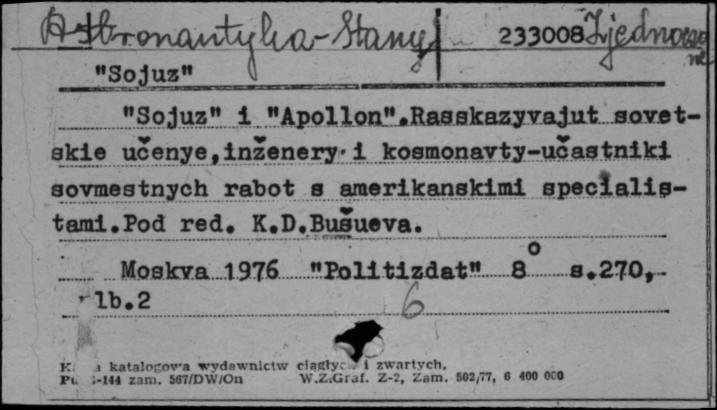 Astronautyka-Stany Zjednoczone
233008
"Sojuz"
"Sojuz" i "Apollon".Rasskazyvajut sovet-
skie učenye,inženery i kosmonavty-učastniki
sovmestnych rabot s amerikanskimi specialis-
tami.Pod red. K.D.Bušueva.
Moskva 1976 "Politizdat" 8° s.270,
lb.2
6
katalogowa wydawnictw ciągłych i zwartych.
-144 zam. 567/DW/On W.Z.Graf. Z-2, Zam. 502/77, 6 400 000